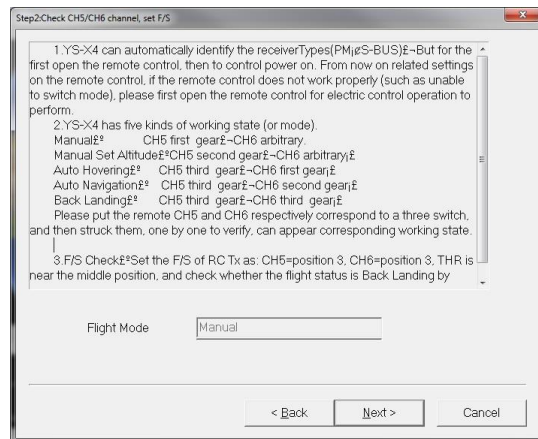 Step2:Check CH5/CH6 channel, set F/S
1.YS-X4 can automatically identify the receiverTypes(PM¡¢S-BUS)£¬But for the
first open the remote control, then to control power on. From now on related settings
on the remote control, if the remote control does not work properly (such as unable
to switch mode), please first open the remote control for electric control operation to
perform.
2.YS-X4 has five kinds of working state (or mode).
Manual£º CH5 first gear£¬CH6 arbitrary.
Manual Set Altitude£ºCH5 second gear£¬CH6 arbitrary¡£
Auto Hovering£º CH5 third gear£¬CH6 first gear¡£
Auto Navigation£º CH5 third gear£¬CH6 second gear¡£
Back Landing£º CH5 third gear£¬CH6 third gear¡£
Please put the remote CH5 and CH6 respectively correspond to a three switch,
and then struck them, one by one to verify, can appear corresponding working state.
3.F/S Check£ºSet the F/S of RC Tx as: CH5=position 3, CH6=position 3, THR is
near the middle position, and check whether the flight status is Back Landing by
Flight Mode
Manual
< Back
Next >
Cancel